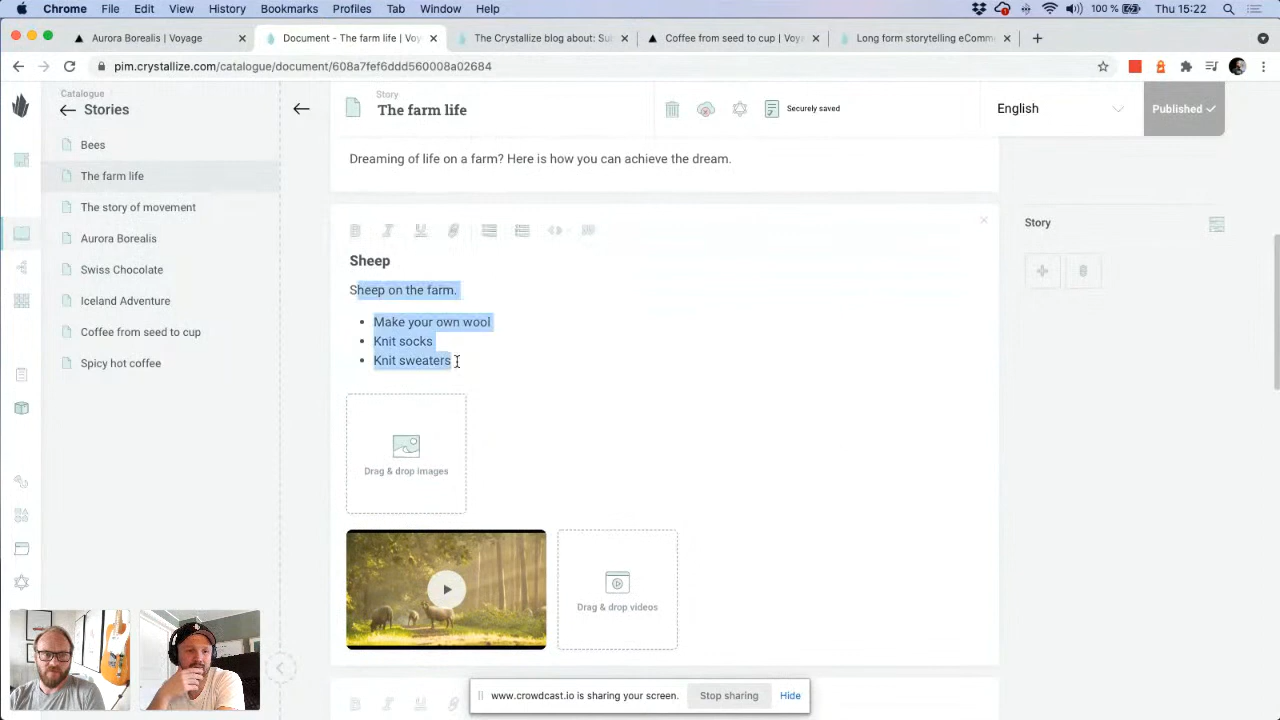 Chrome File Edit View History Bookmarks Profiles Tab Window Help 100 % Thu 15:22
Aurora Borealis | Voyage
Document - The farm life | Voy
The Crystallize blog about: Sub
Coffee from seed to cup | Voya
Long form storytelling eComm
pim.crystallize.com/catalogue/document/608a7fef6ddd560008a02684
Catalogue
Stories
Bees
The farm life
The story of movement
Aurora Borealis
Swiss Chocolate
Iceland Adventure
Coffee from seed to cup
Spicy hot coffee
Story
The farm life
Securely saved
English
Published
Dreaming of life on a farm? Here is how you can achieve the dream.
Sheep
Sheep on the farm.
• Make your own wool
• Knit socks
• Knit sweaters
Drag & drop images
Drag & drop videos
Story
www.crowdcast.io is sharing your screen. Stop sharing Hide